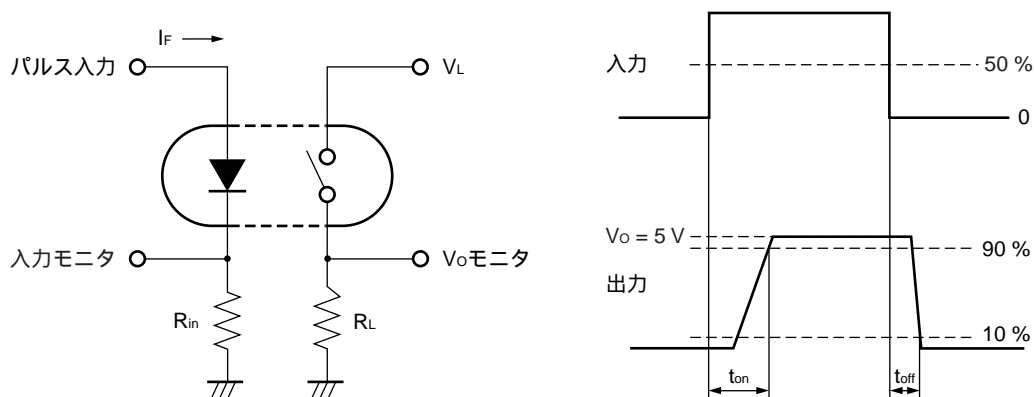 IF
パルス入力
VL
入力モニタ
VOモニタ
Rin
RL
入力
50 %
0
VO = 5 V
90 %
出力
10 %
ton
toff